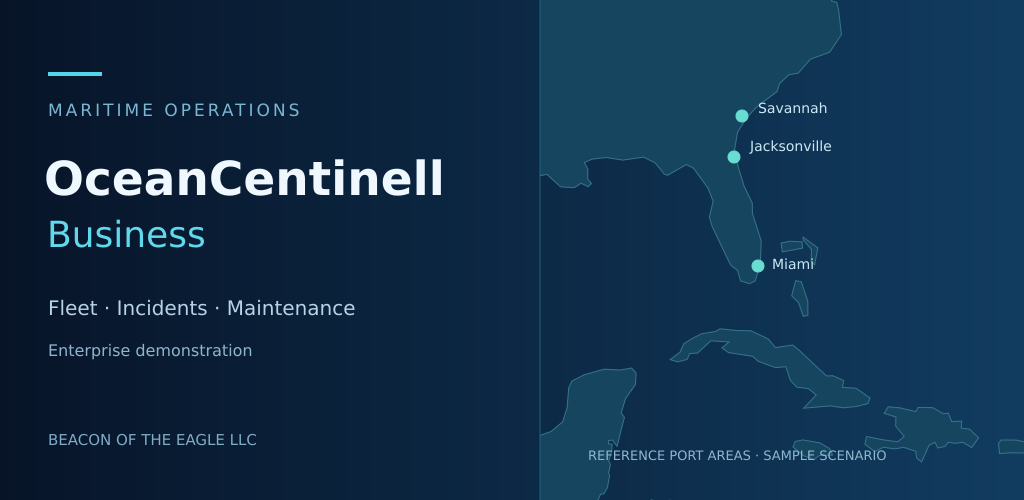 MARITIME OPERATIONS
OceanCentinell
Business
Fleet · Incidents · Maintenance
Enterprise demonstration
BEACON OF THE EAGLE LLC
Savannah
Jacksonville
Miami
REFERENCE PORT AREAS · SAMPLE SCENARIO